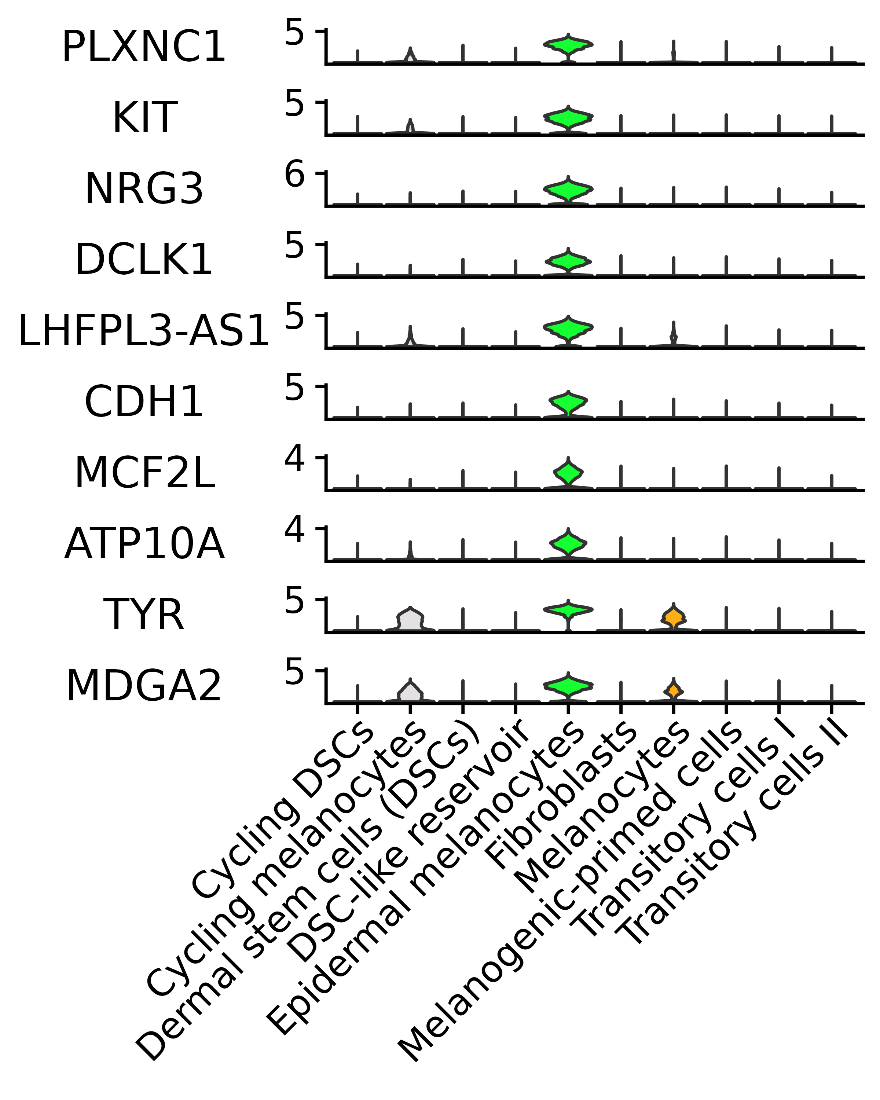 PLXNC1 5
KIT 5
NRG3 6
DCLK1 5
LHFPL3-AS1 5
CDH1 5
MCF2L 4
ATP10A 4
TYR 5
MDGA2 5
Cycling DSCs
Cycling melanocytes
Dermal stem cells (DSCs)
DSC-like reservoir
Epidermal melanocytes
Fibroblasts
Melanocytes
Melanogenic-primed cells
Transitory cells I
Transitory cells II